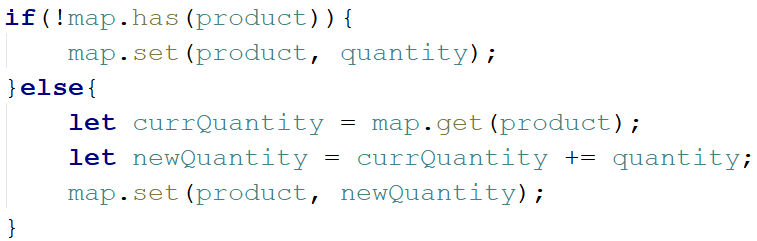 if(!map.has(product)){
    map.set(product, quantity);
}else{
    let currQuantity = map.get(product);
    let newQuantity = currQuantity += quantity;
    map.set(product, newQuantity);
}